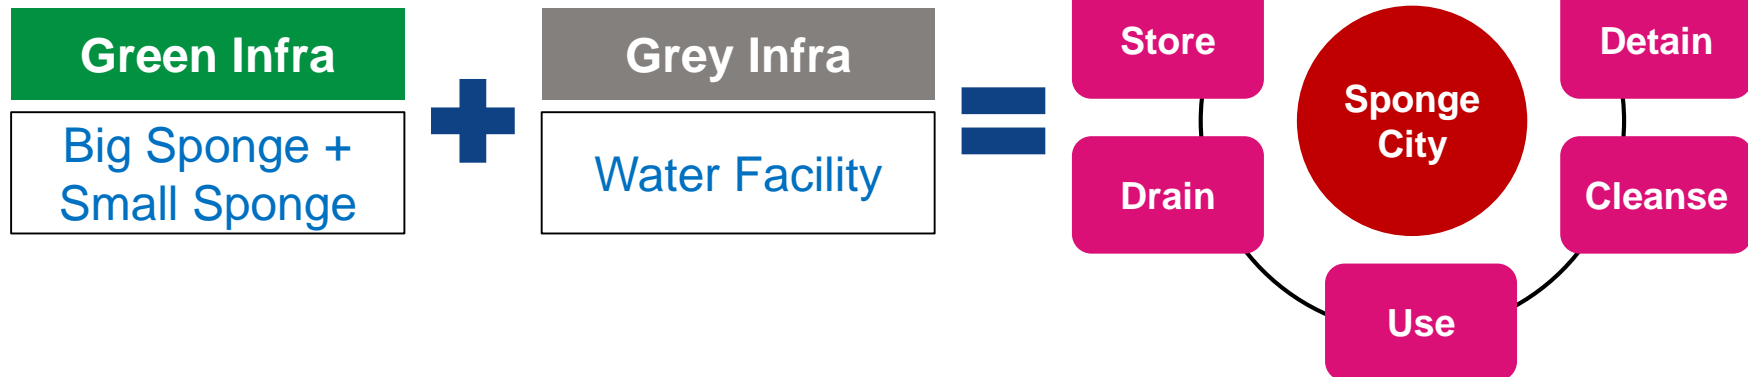 Green Infra
Big Sponge +
Small Sponge
Grey Infra
Water Facility
Store
Sponge
City
Detain
Drain
Cleanse
Use